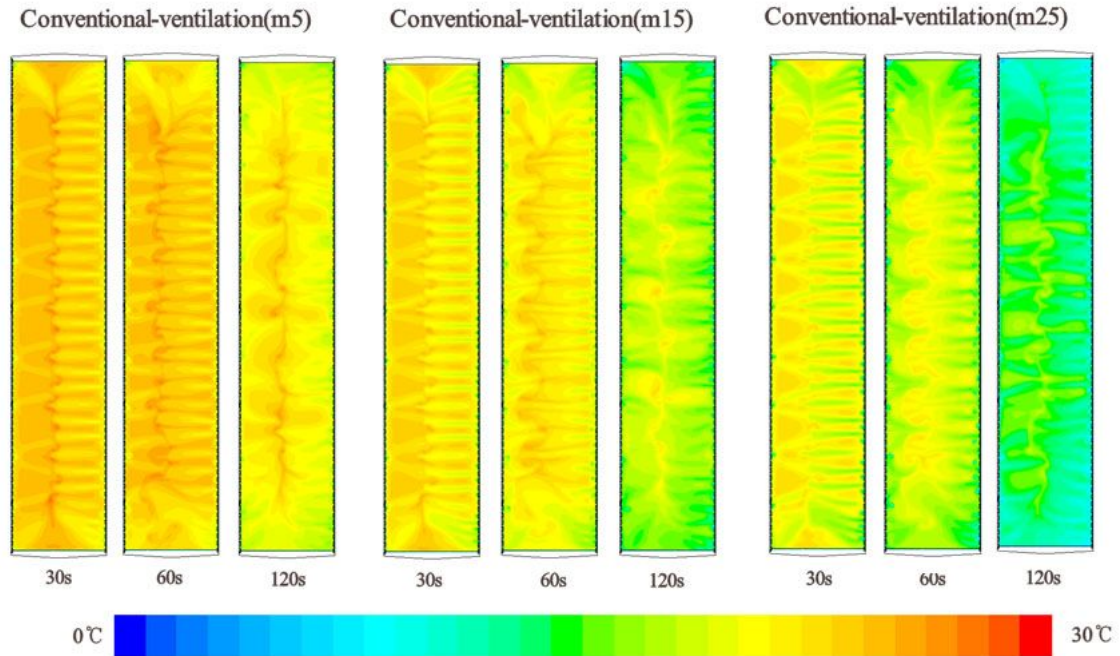 Conventional-ventilation(m5)
Conventional-ventilation(m15)
Conventional-ventilation(m25)
30s
60s
120s
30s
60s
120s
30s
60s
120s
0℃
30℃